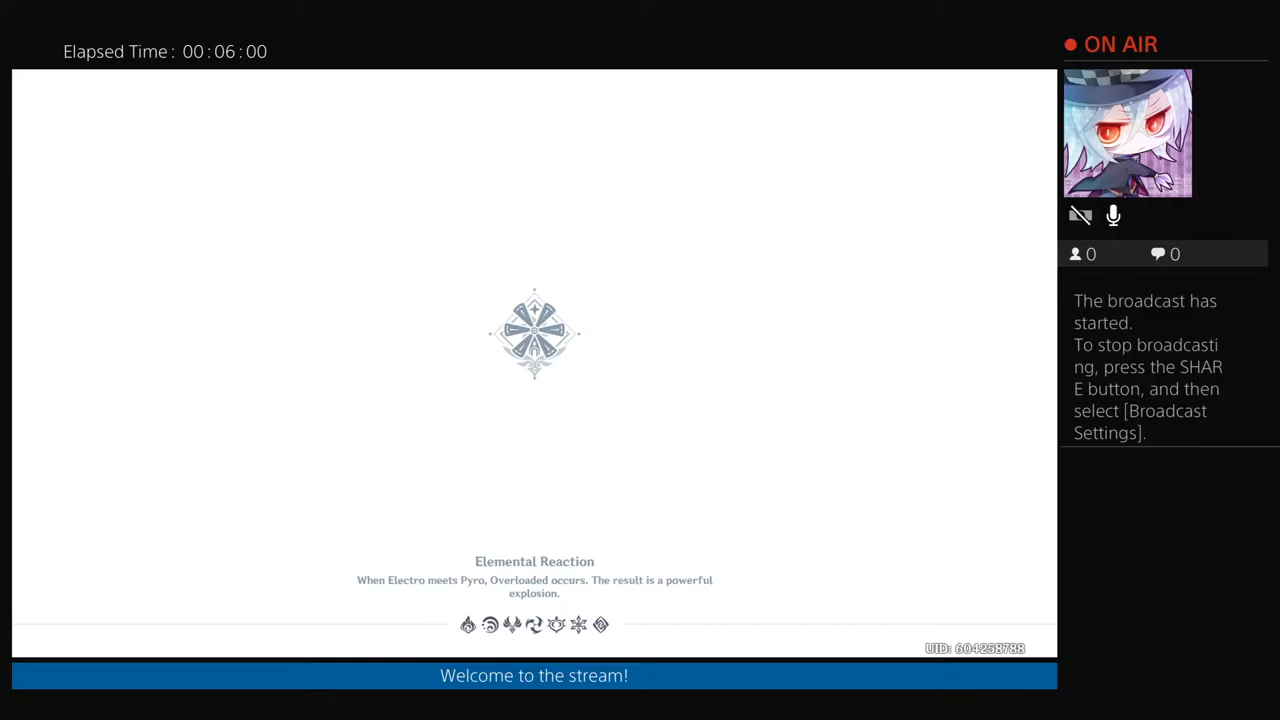 Elapsed Time : 00:06:00
ON AIR
0 0
The broadcast has
started.
To stop broadcasti
ng, press the SHAR
E button, and then
select [Broadcast
Settings].
Elemental Reaction
When Electro meets Pyro, Overloaded occurs. The result is a powerful
explosion.
UID: 604258788
Welcome to the stream!